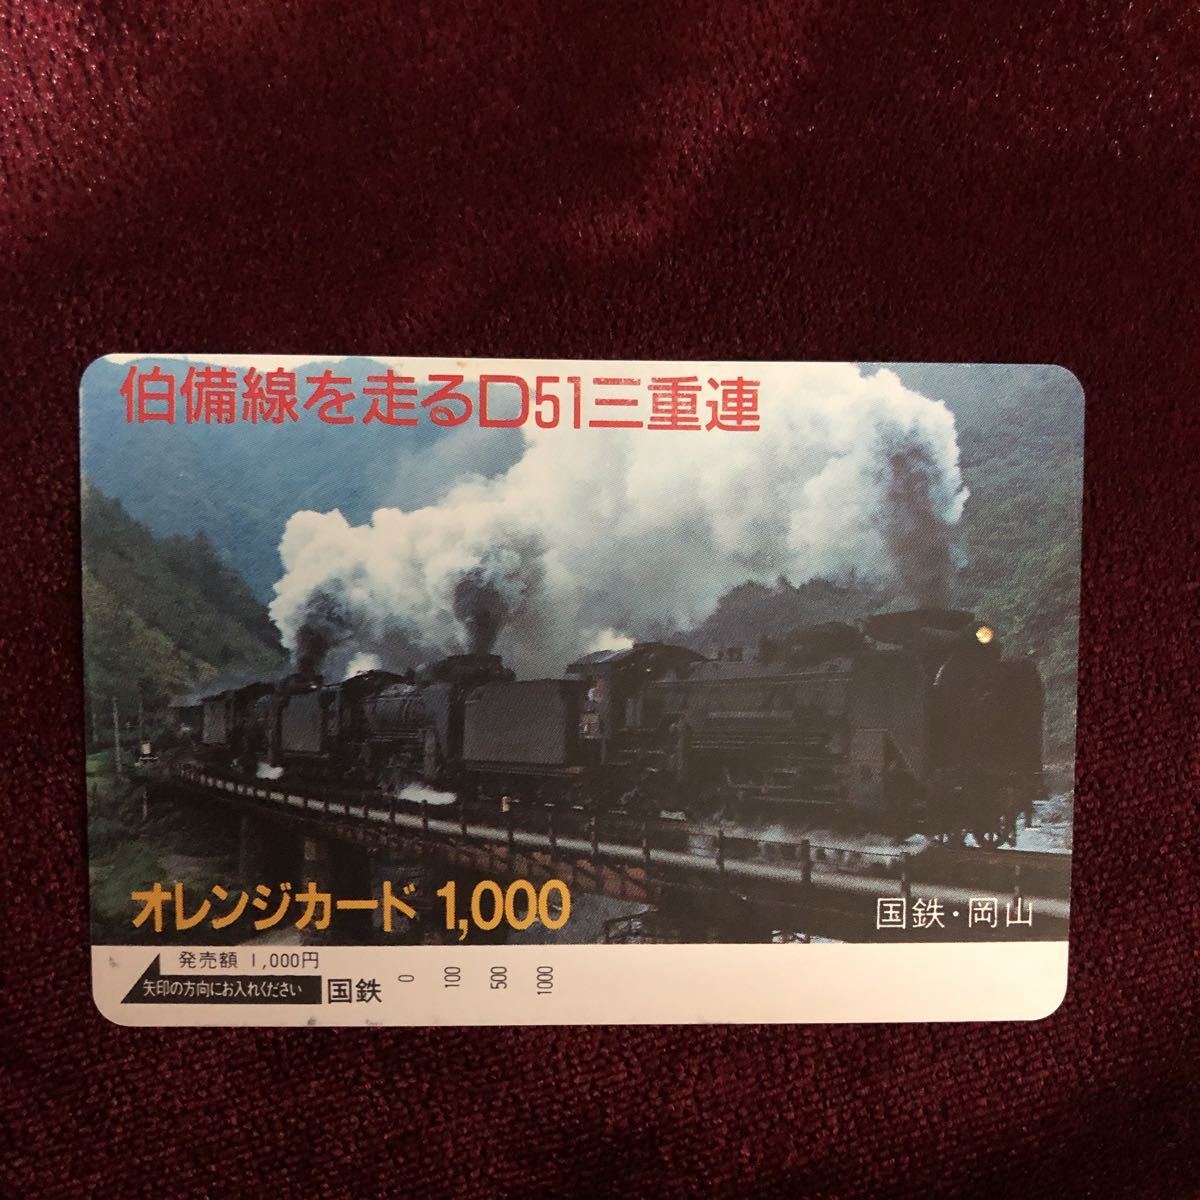 伯備線を走るD51三重連
オレンジカード 1,000
国鉄・岡山
発売額 1,000円
矢印の方向にお入れください 国鉄 0 100 500 1000